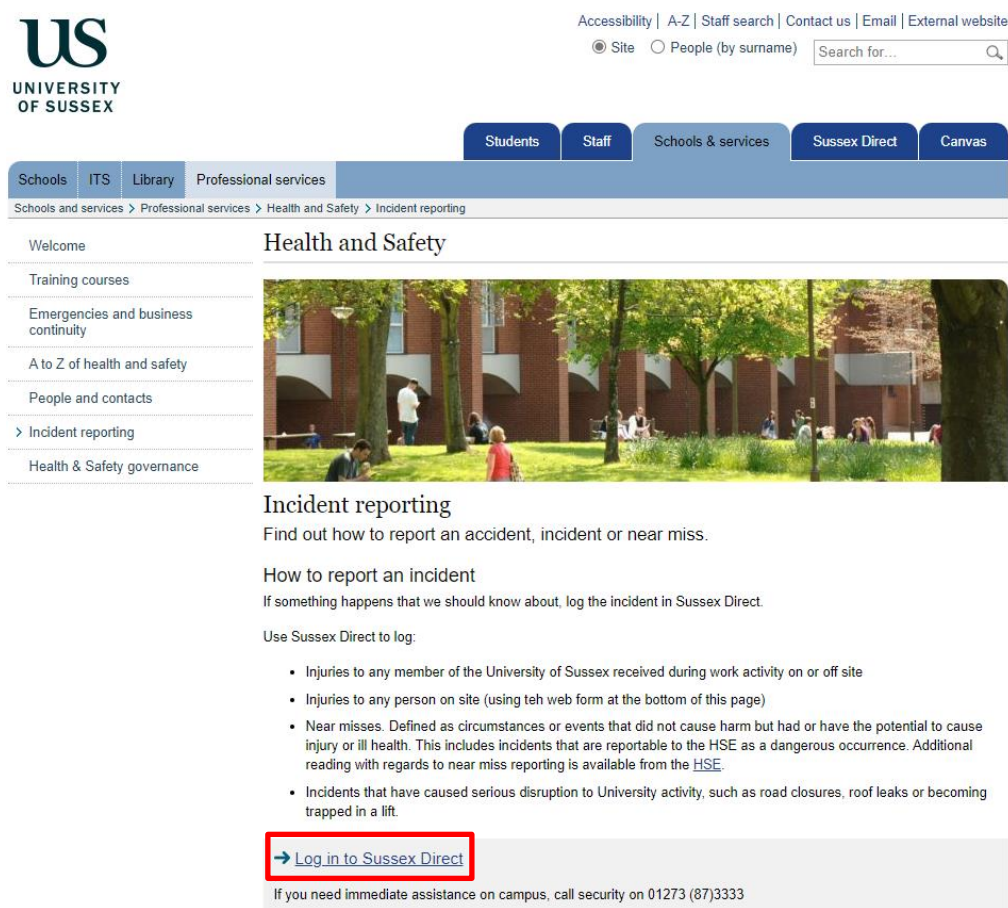 US
UNIVERSITY
OF SUSSEX
Accessibility | A-Z | Staff search | Contact us | Email | External website
Site People (by surname) Search for...
Students Staff Schools & services Sussex Direct Canvas
Schools ITS Library Professional services
Schools and services > Professional services > Health and Safety > Incident reporting
Welcome
Training courses
Emergencies and business
continuity
A to Z of health and safety
People and contacts
> Incident reporting
Health & Safety governance
Health and Safety
Incident reporting
Find out how to report an accident, incident or near miss.
How to report an incident
If something happens that we should know about, log the incident in Sussex Direct.
Use Sussex Direct to log:
• Injuries to any member of the University of Sussex received during work activity on or off site
• Injuries to any person on site (using teh web form at the bottom of this page)
• Near misses. Defined as circumstances or events that did not cause harm but had or have the potential to cause
injury or ill health. This includes incidents that are reportable to the HSE as a dangerous occurrence. Additional
reading with regards to near miss reporting is available from the HSE.
• Incidents that have caused serious disruption to University activity, such as road closures, roof leaks or becoming
trapped in a lift.
→ Log in to Sussex Direct
If you need immediate assistance on campus, call security on 01273 (87)3333